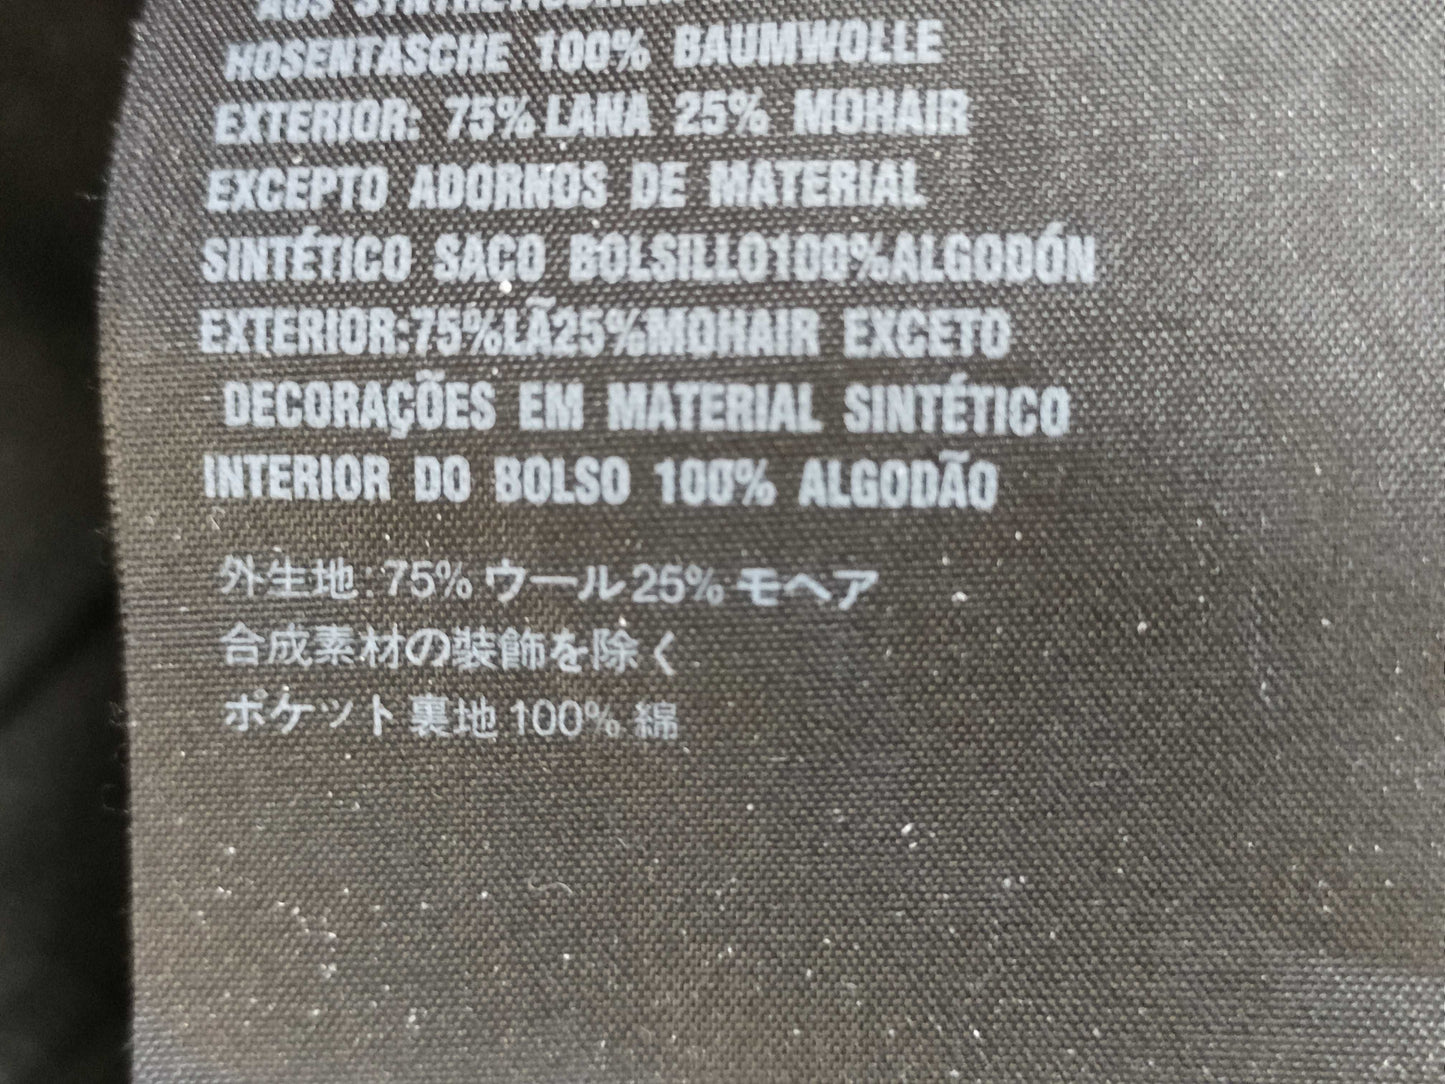 AUS
HOSENTASCHE 100% BAUMWOLLE
EXTERIOR: 75% LANA 25% MOHAIR
EXCEPTO ADORNOS DE MATERIAL
SINTÉTICO SACO BOLSILLO100%ALGODÓN
EXTERIOR:75%LÃ25%MOHAIR EXCETO
DECORAÇÕES EM MATERIAL SINTÉTICO
INTERIOR DO BOLSO 100% ALGODÃO
外生地:75% ウール25% モヘア
合成素材の装飾を除く
ポケット裏地100% 綿